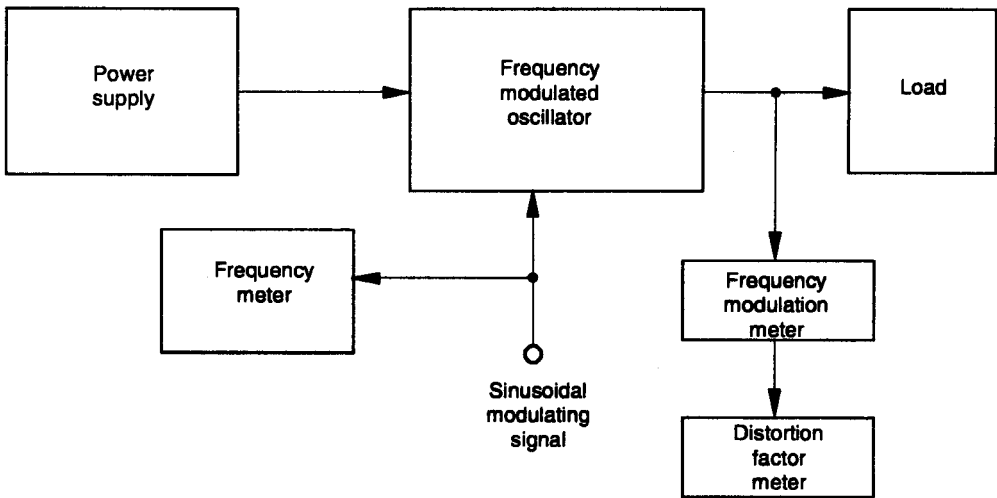 Power
supply
Frequency
modulated
oscillator
Load
Frequency
meter
Frequency
modulation
meter
Sinusoidal
modulating
signal
Distortion
factor
meter